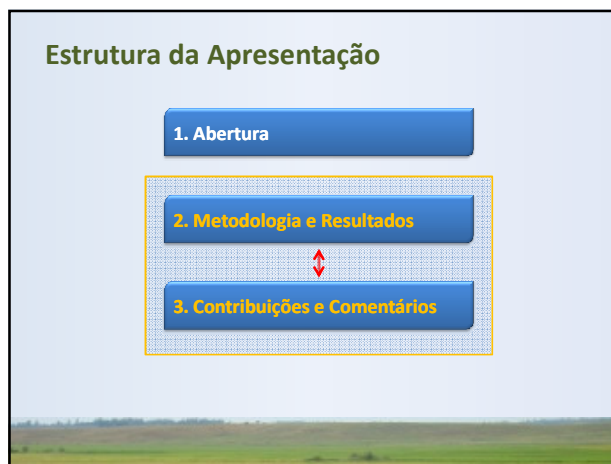 Estrutura da Apresentação
1. Abertura
2. Metodologia e Resultados
3. Contribuições e Comentários